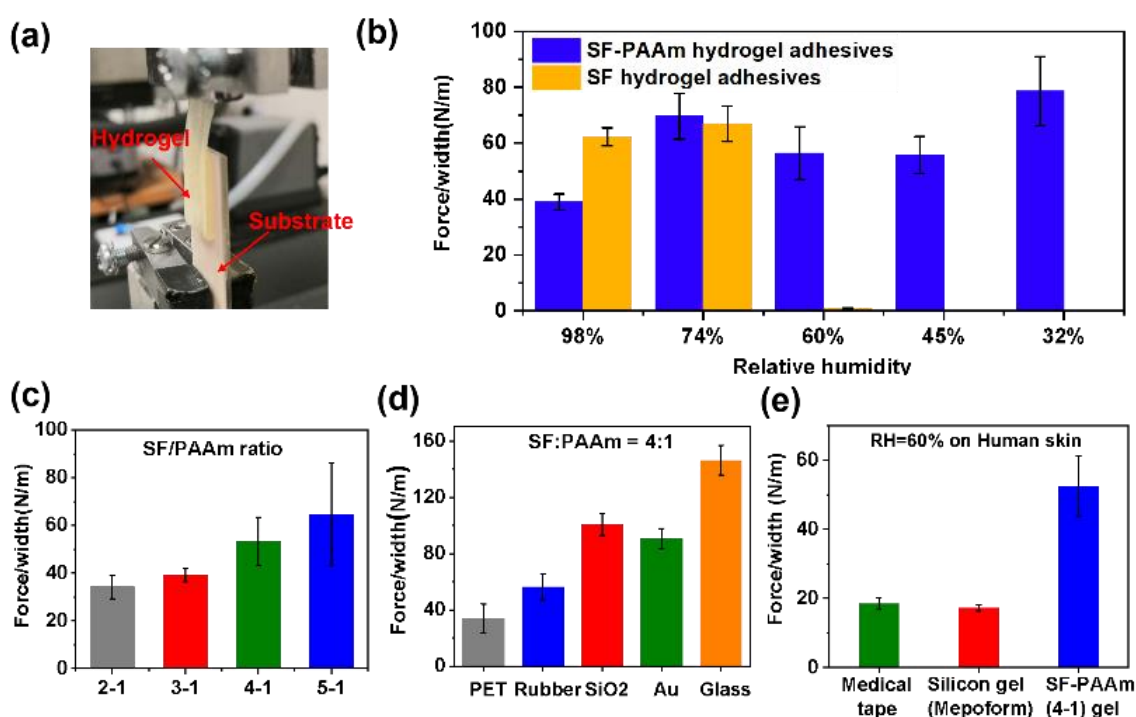 (a)
Hydrogel
Substrate
(b)
Force/width(N/m)
100
80
60
40
20
0
SF-PAAm hydrogel adhesives
SF hydrogel adhesives
98% 74% 60% 45% 32%
Relative humidity
(c)
Force/width(N/m)
100
80
60
40
20
0
SF/PAAm ratio
2-1 3-1 4-1 5-1
(d)
Force/width(N/m)
160
120
80
40
0
SF:PAAm = 4:1
PET Rubber SiO2 Au Glass
(e)
Force/width (N/m)
60
40
20
0
RH=60% on Human skin
Medical Silicon gel SF-PAAm
tape (Mepoform) (4-1) gel